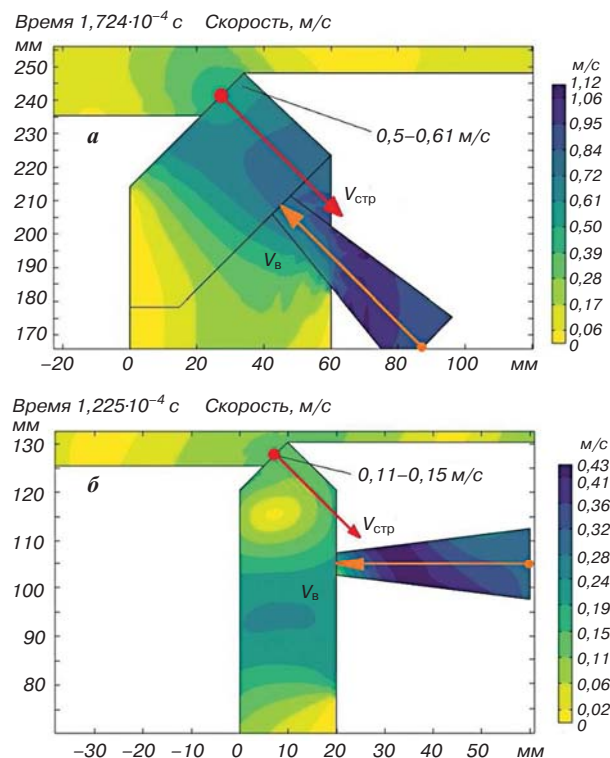 Время 1,724·10⁻⁴ с Скорость, м/с
мм
250
240
230
220
210
200
190
180
170
а
0,5–0,61 м/с
Vстр
Vв
–20 0 20 40 60 80 100 мм
м/с
1,12
1,06
0,95
0,84
0,72
0,61
0,50
0,39
0,28
0,17
0,06
0
Время 1,225·10⁻⁴ с Скорость, м/с
мм
130
120
110
100
90
80
б
0,11–0,15 м/с
Vстр
Vв
–30 –20 –10 0 10 20 30 40 50 мм
м/с
0,43
0,41
0,36
0,32
0,28
0,24
0,19
0,15
0,11
0,06
0,02
0